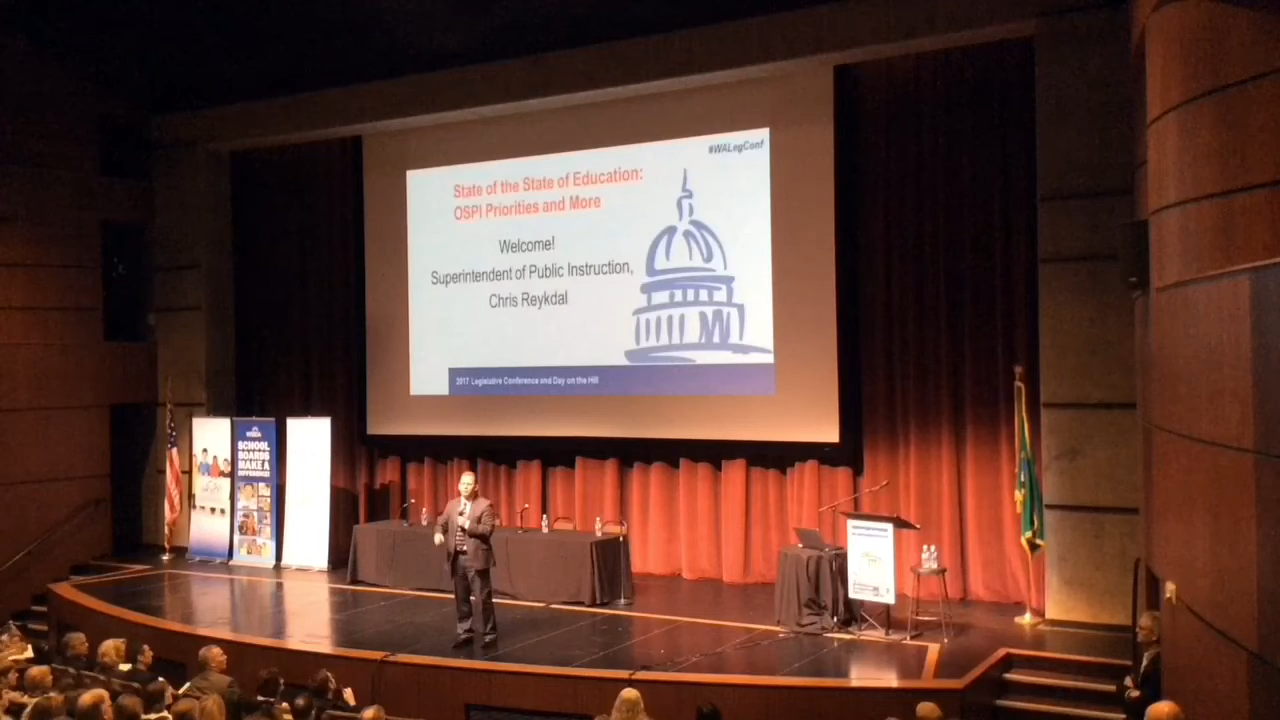 #WALegConf
State of the State of Education:
OSPI Priorities and More
Welcome!
Superintendent of Public Instruction,
Chris Reykdal
2017 Legislative Conference and Day on the Hill
SCHOOL
BOARDS
MAKE A
DIFFERENCE!